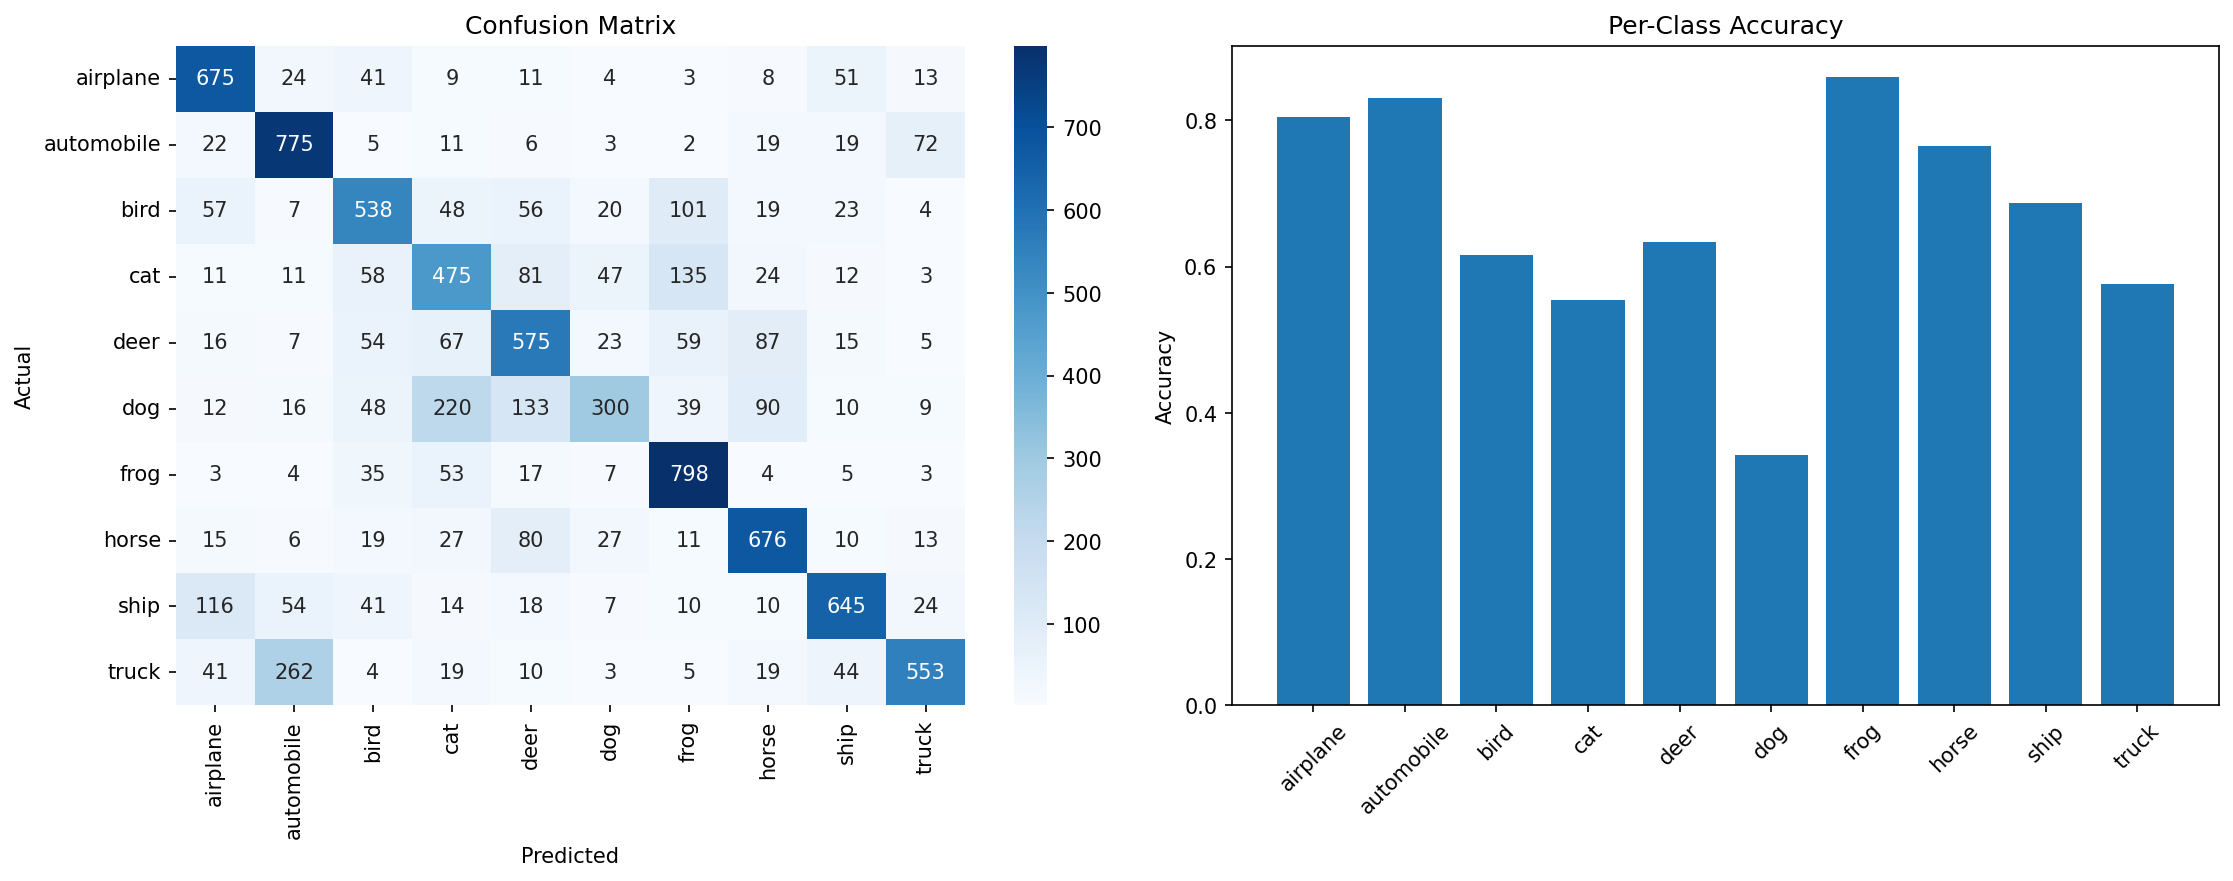 Confusion Matrix
airplane 675 24 41 9 11 4 3 8 51 13
automobile 22 775 5 11 6 3 2 19 19 72
bird 57 7 538 48 56 20 101 19 23 4
cat 11 11 58 475 81 47 135 24 12 3
deer 16 7 54 67 575 23 59 87 15 5
dog 12 16 48 220 133 300 39 90 10 9
frog 3 4 35 53 17 7 798 4 5 3
horse 15 6 19 27 80 27 11 676 10 13
ship 116 54 41 14 18 7 10 10 645 24
truck 41 262 4 19 10 3 5 19 44 553
Actual
airplane automobile bird cat deer dog frog horse ship truck
Predicted
700
600
500
400
300
200
100
Per-Class Accuracy
Accuracy
0.8
0.6
0.4
0.2
0.0
airplane automobile bird cat deer dog frog horse ship truck